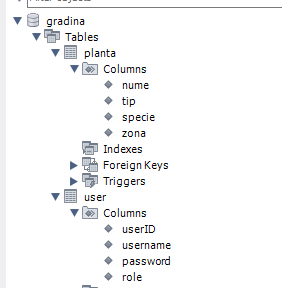 gradina
Tables
planta
Columns
nume
tip
specie
zona
Indexes
Foreign Keys
Triggers
user
Columns
userID
username
password
role